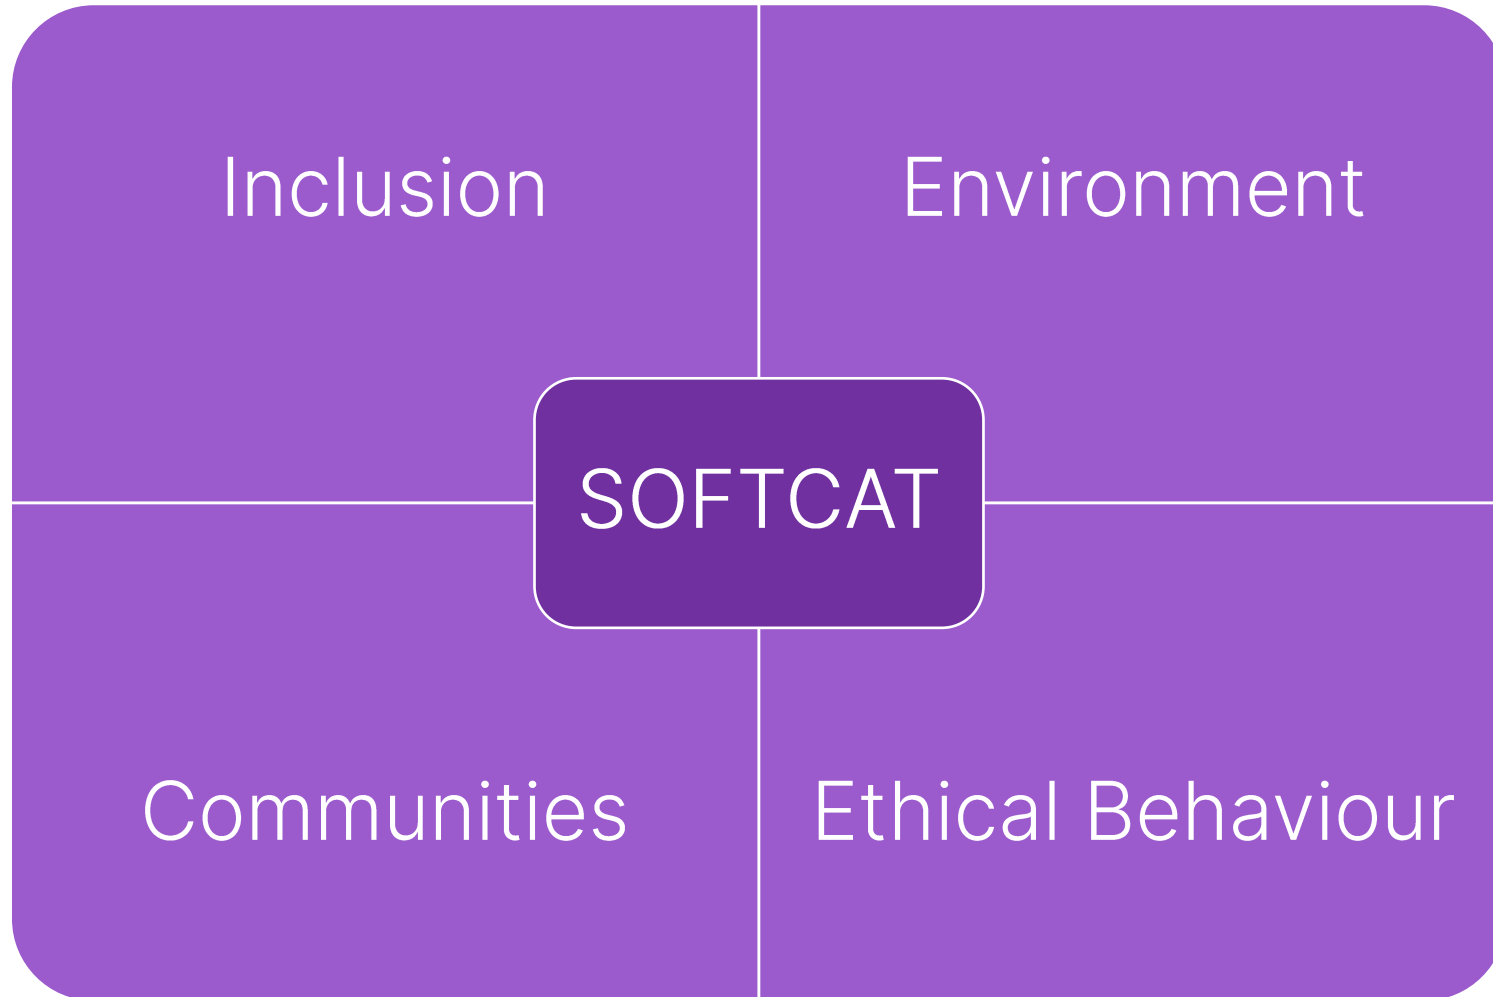 Inclusion
Environment
SOFTCAT
Communities
Ethical Behaviour